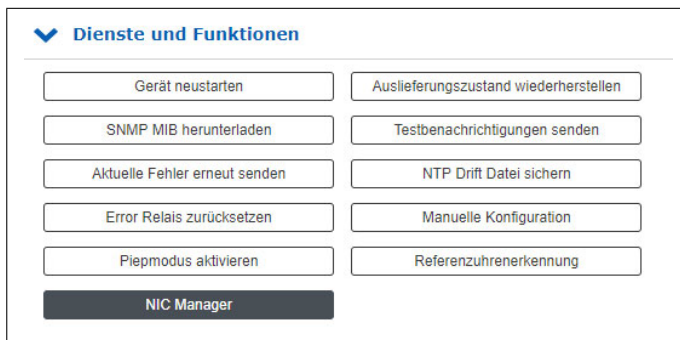 Dienste und Funktionen
Gerät neustarten
Auslieferungszustand wiederherstellen
SNMP MIB herunterladen
Testbenachrichtigungen senden
Aktuelle Fehler erneut senden
NTP Drift Datei sichern
Error Relais zurücksetzen
Manuelle Konfiguration
Piepmodus aktivieren
Referenzuhrenerkennung
NIC Manager